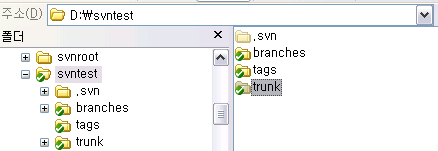 주소(D) D:₩svntest
폴더
svnroot
svntest
.svn
branches
tags
trunk
.svn
branches
tags
trunk